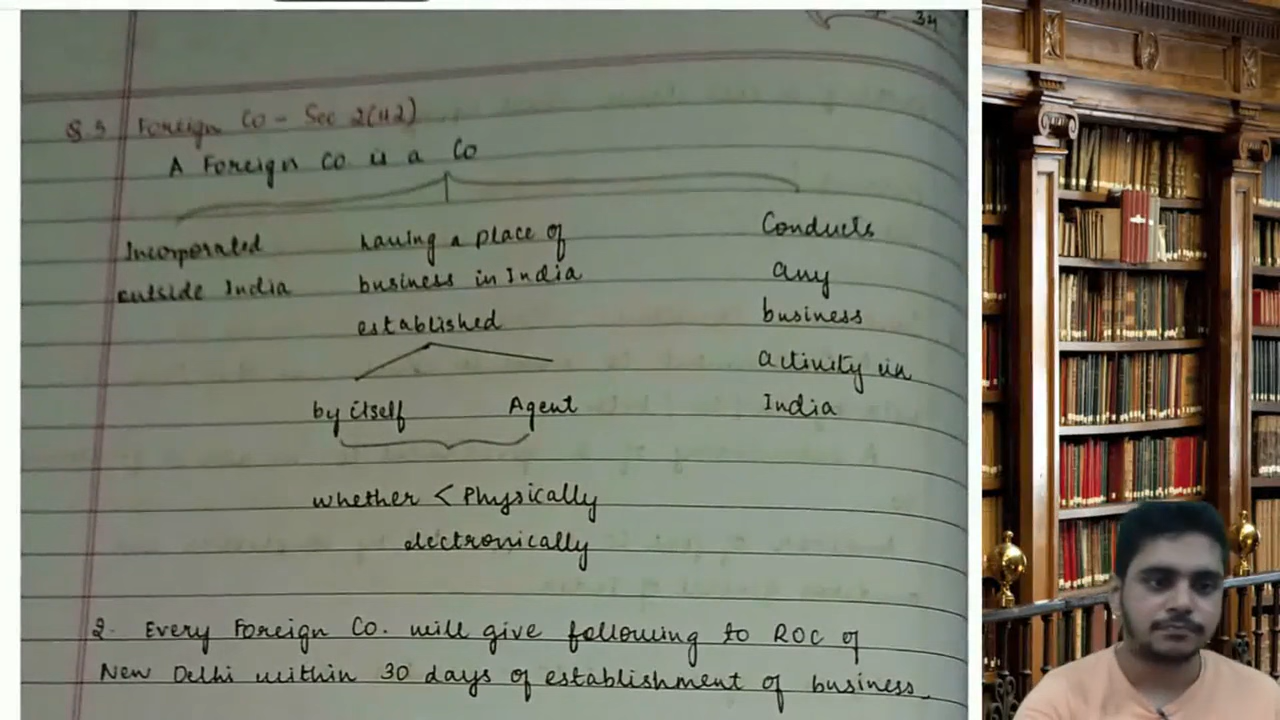 34
8.3 Foreign Co - Sec 2(42)
A Foreign Co is a Co
Incorporated outside India
having a place of business in India established
by itself Agent
whether < Physically
electronically
Conducts any business activity in India
2. Every Foreign Co. will give following to ROC of
New Delhi within 30 days of establishment of business